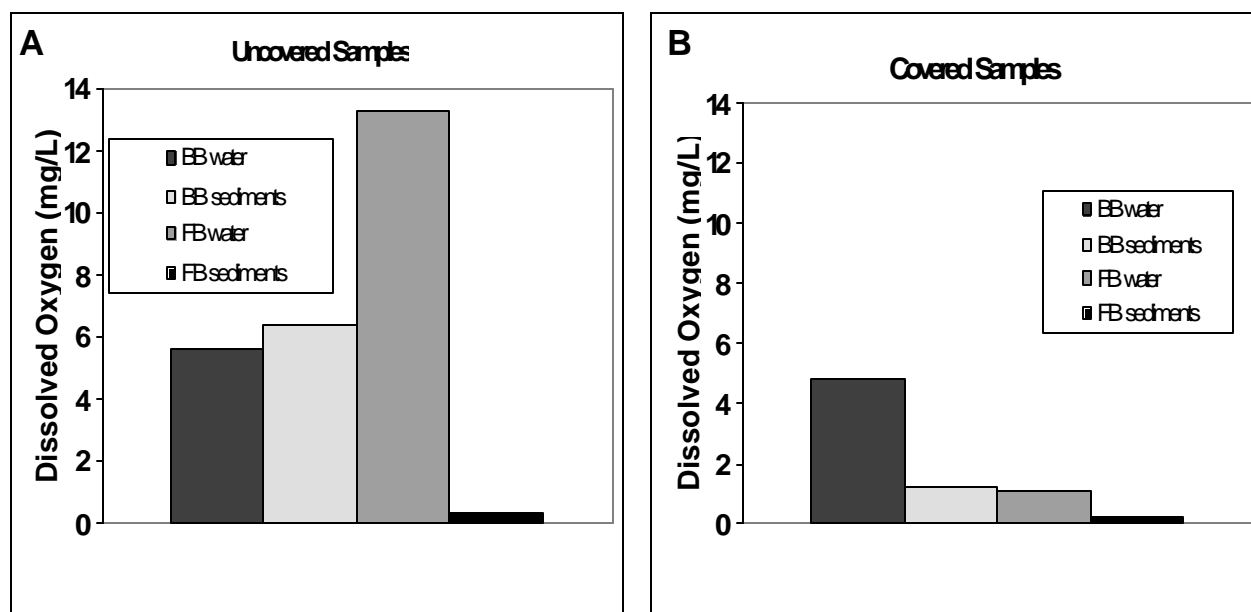 A
Uncovered Samples
Dissolved Oxygen (mg/L)
14
12
10
8
6
4
2
0
BB water
BB sediments
FB water
FB sediments
B
Covered Samples
Dissolved Oxygen (mg/L)
14
12
10
8
6
4
2
0
BB water
BB sediments
FB water
FB sediments